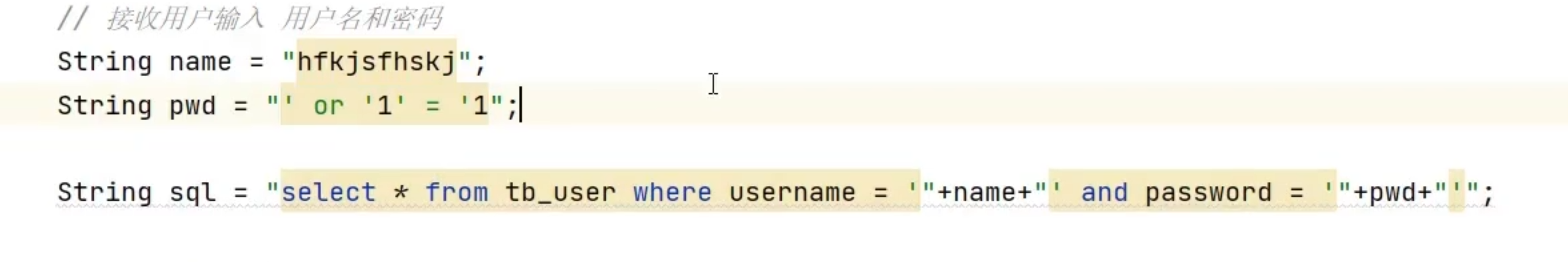 // 接收用户输入 用户名和密码
String name = "hfkjsfhskj";
String pwd = "' or '1' = '1";
String sql = "select * from tb_user where username = '"+name+"' and password = '"+pwd+"'";